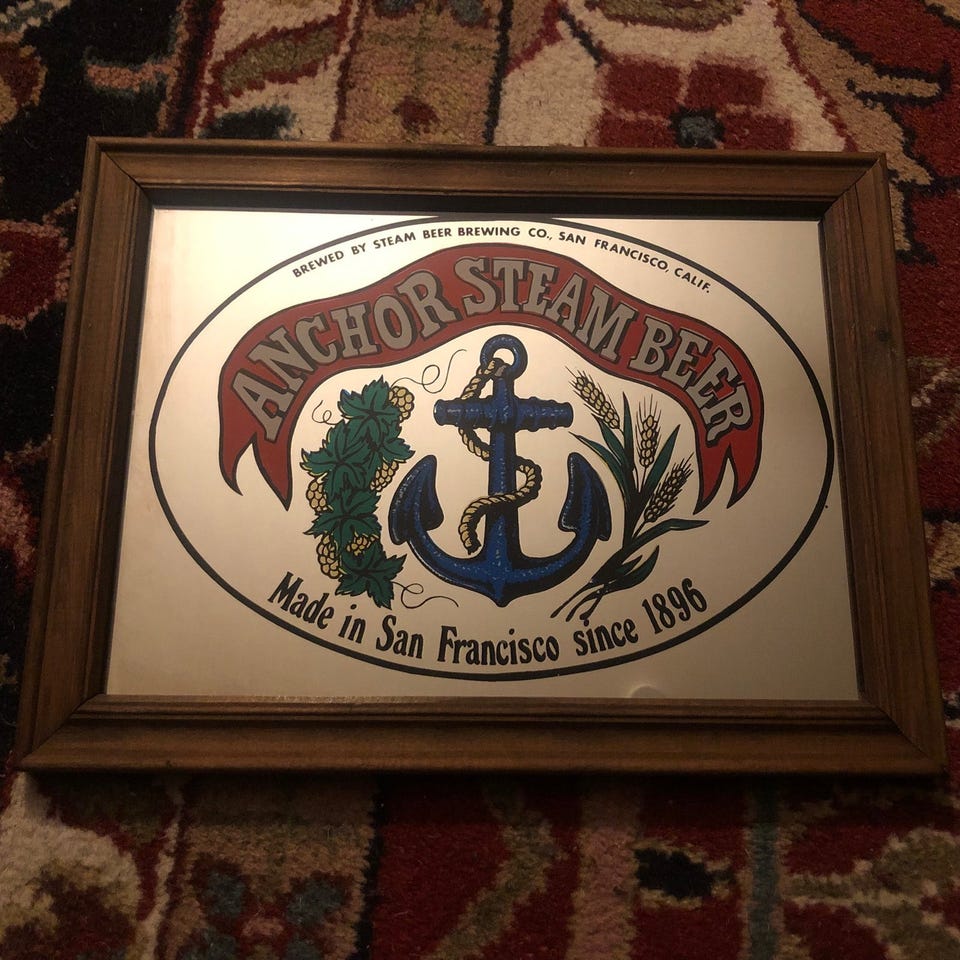 BREWED BY STEAM BEER BREWING CO., SAN FRANCISCO, CALIF.
ANCHOR STEAM BEER
Made in San Francisco since 1896